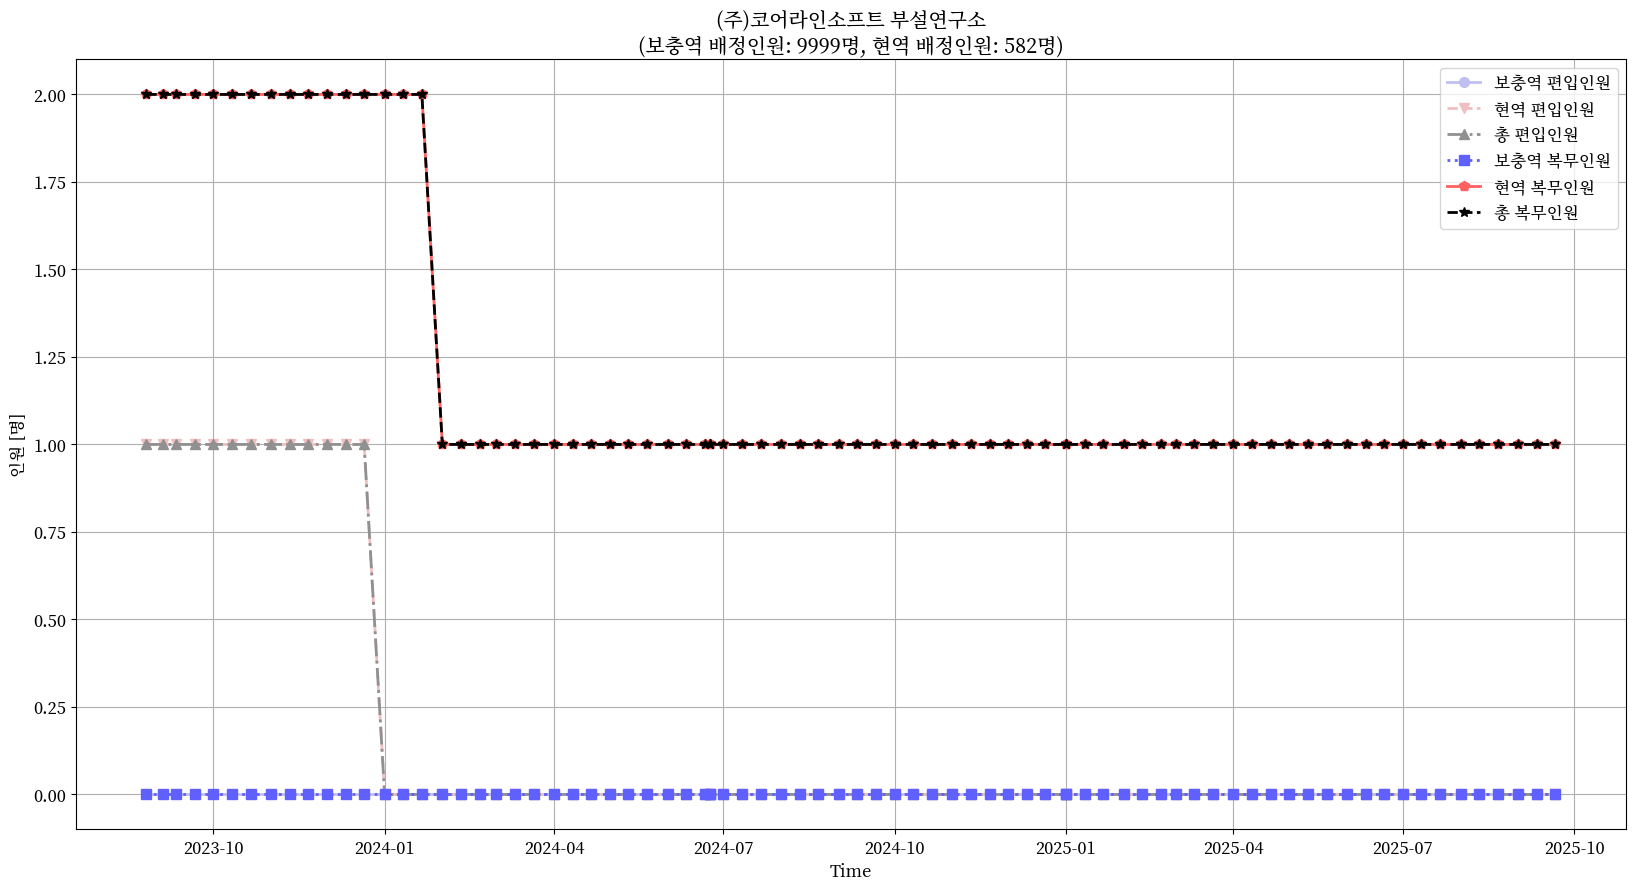 (주)코어라인소프트 부설연구소
(보충역 배정인원: 9999명, 현역 배정인원: 582명)
보충역 편입인원
현역 편입인원
총 편입인원
보충역 복무인원
현역 복무인원
총 복무인원
인원 [명]
2.00
1.75
1.50
1.25
1.00
0.75
0.50
0.25
0.00
2023-10
2024-01
2024-04
2024-07
2024-10
2025-01
2025-04
2025-07
2025-10
Time